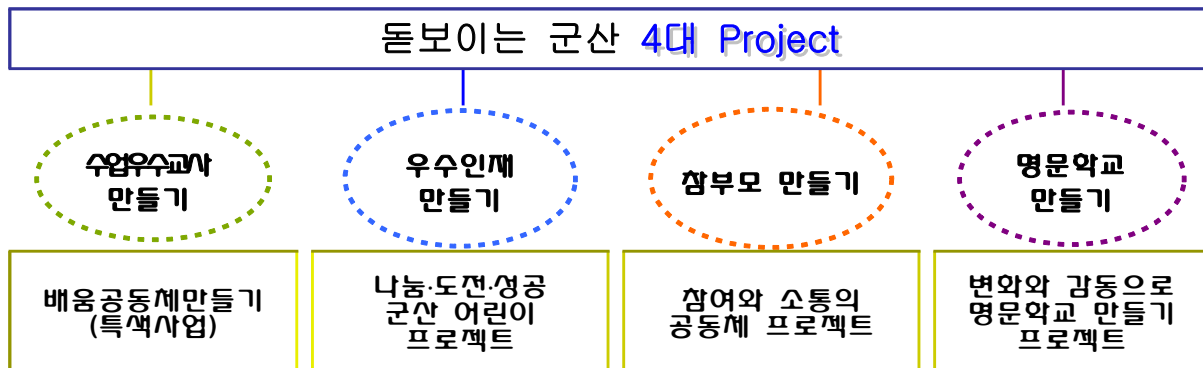 돋보이는 군산 4대 Project
수업우수교사
만들기
우수인재
만들기
참부모 만들기
명문학교
만들기
배움공동체만들기
(특색사업)
나눔·도전·성공
군산 어린이
프로젝트
참여와 소통의
공동체 프로젝트
변화와 감동으로
명문학교 만들기
프로젝트